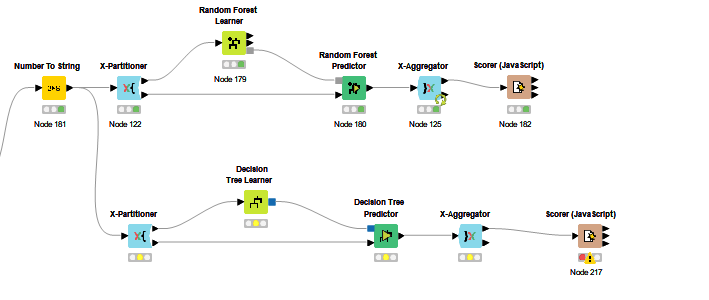 Random Forest
Learner
Node 179
Number To String
Node 181
X-Partitioner
Node 122
Random Forest
Predictor
Node 180
X-Aggregator
Node 125
Scorer (JavaScript)
Node 182
Decision
Tree Learner
X-Partitioner
Decision Tree
Predictor
X-Aggregator
Scorer (JavaScript)
Node 217